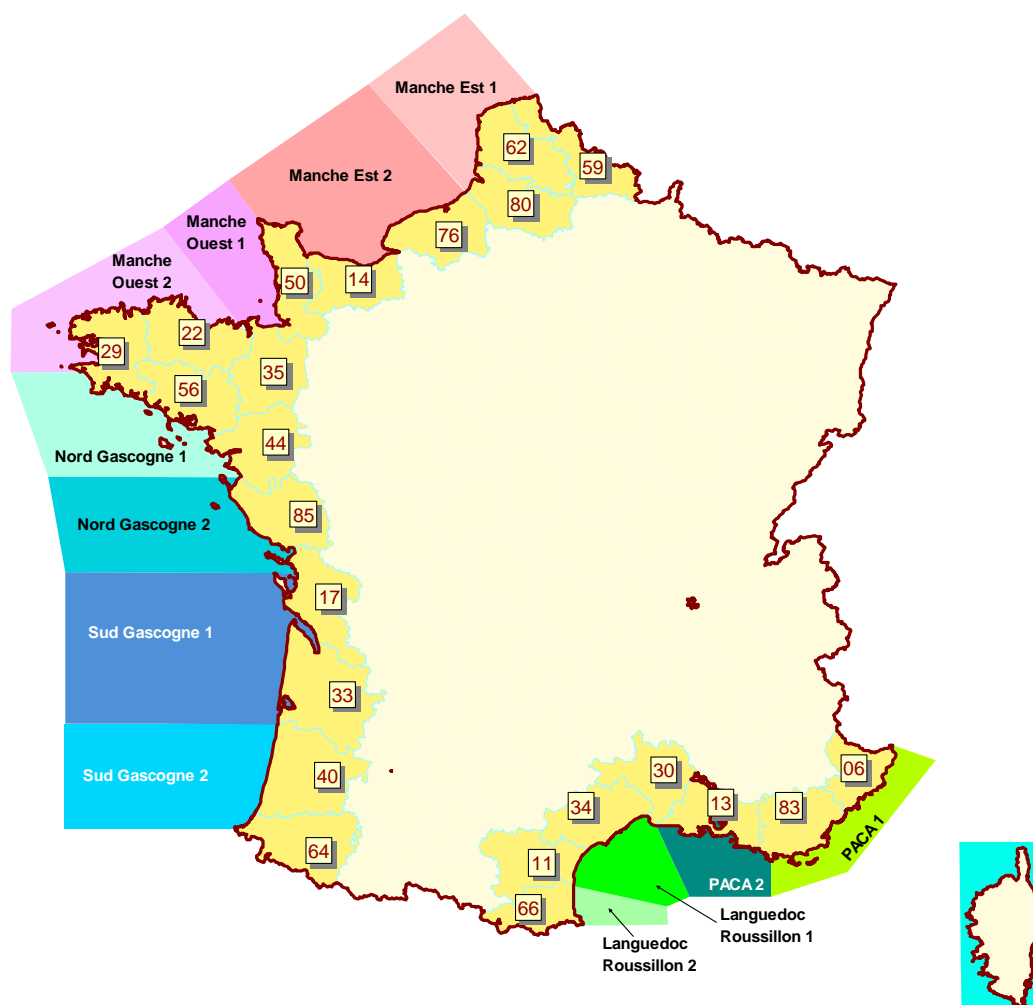 Manche Est 1
62
59
Manche Est 2
80
Manche
Ouest 1
76
Manche
Ouest 2
50
14
22
29
35
56
44
Nord Gascogne 1
85
Nord Gascogne 2
17
Sud Gascogne 1
33
Sud Gascogne 2
40
30
06
34
13
83
64
11
PACA 1
PACA 2
66
Languedoc
Roussillon 1
Languedoc
Roussillon 2